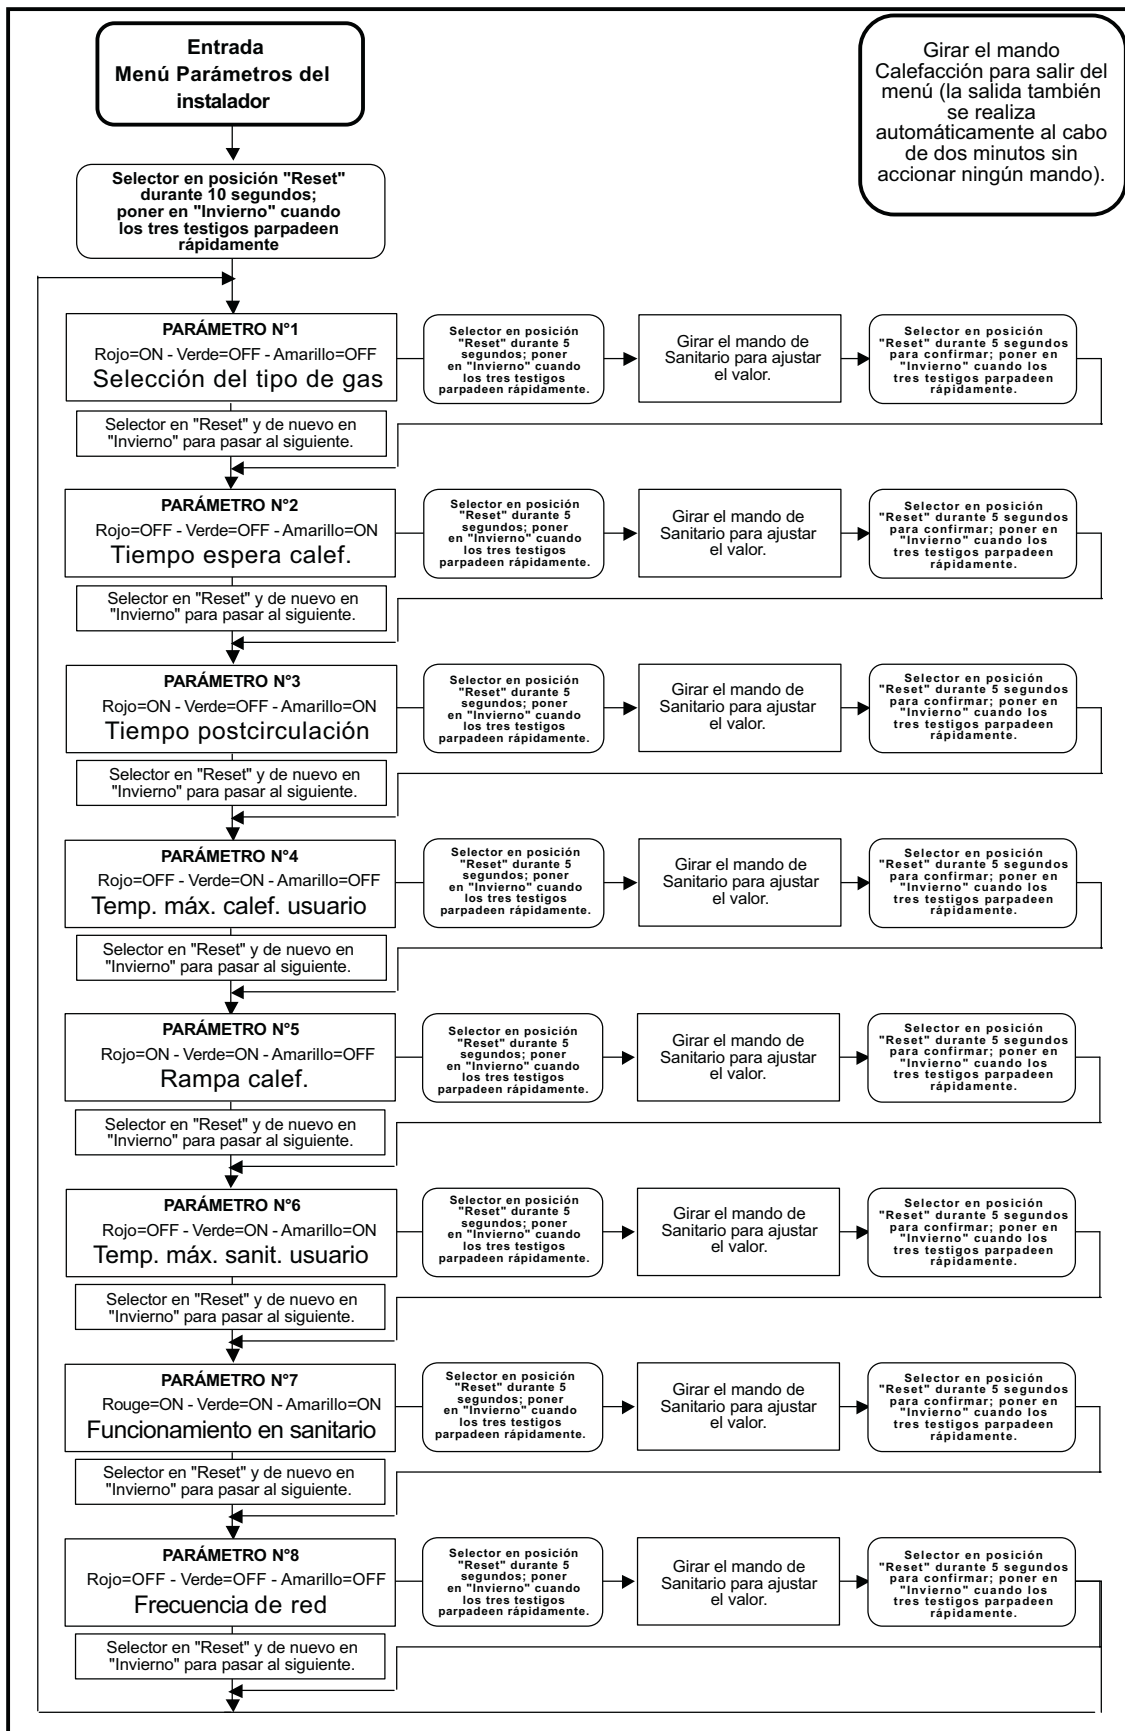 Entrada
Menú Parámetros del
instalador
Girar el mando
Calefacción para salir del
menú (la salida también
se realiza
automáticamente al cabo
de dos minutos sin
accionar ningún mando).
Selector en posición "Reset"
durante 10 segundos;
poner en "Invierno" cuando
los tres testigos parpadeen
rápidamente
PARÁMETRO N°1
Rojo=ON - Verde=OFF - Amarillo=OFF
Selección del tipo de gas
Selector en posición
"Reset" durante 5
segundos; poner
en "Invierno" cuando
los tres testigos
parpadeen rápidamente.
Girar el mando de
Sanitario para ajustar
el valor.
Selector en posición
"Reset" durante 5 segundos
para confirmar; poner en
"Invierno" cuando los
tres testigos parpadeen
rápidamente.
Selector en "Reset" y de nuevo en
"Invierno" para pasar al siguiente.
PARÁMETRO N°2
Rojo=OFF - Verde=OFF - Amarillo=ON
Tiempo espera calef.
Selector en posición
"Reset" durante 5
segundos; poner
en "Invierno" cuando
los tres testigos
parpadeen rápidamente.
Girar el mando de
Sanitario para ajustar
el valor.
Selector en posición
"Reset" durante 5 segundos
para confirmar; poner en
"Invierno" cuando los
tres testigos parpadeen
rápidamente.
Selector en "Reset" y de nuevo en
"Invierno" para pasar al siguiente.
PARÁMETRO N°3
Rojo=ON - Verde=OFF - Amarillo=ON
Tiempo postcirculación
Selector en posición
"Reset" durante 5
segundos; poner
en "Invierno" cuando
los tres testigos
parpadeen rápidamente.
Girar el mando de
Sanitario para ajustar
el valor.
Selector en posición
"Reset" durante 5 segundos
para confirmar; poner en
"Invierno" cuando los
tres testigos parpadeen
rápidamente.
Selector en "Reset" y de nuevo en
"Invierno" para pasar al siguiente.
PARÁMETRO N°4
Rojo=OFF - Verde=ON - Amarillo=OFF
Temp. máx. calef. usuario
Selector en posición
"Reset" durante 5
segundos; poner
en "Invierno" cuando
los tres testigos
parpadeen rápidamente.
Girar el mando de
Sanitario para ajustar
el valor.
Selector en posición
"Reset" durante 5 segundos
para confirmar; poner en
"Invierno" cuando los
tres testigos parpadeen
rápidamente.
Selector en "Reset" y de nuevo en
"Invierno" para pasar al siguiente.
PARÁMETRO N°5
Rojo=ON - Verde=ON - Amarillo=OFF
Rampa calef.
Selector en posición
"Reset" durante 5
segundos; poner
en "Invierno" cuando
los tres testigos
parpadeen rápidamente.
Girar el mando de
Sanitario para ajustar
el valor.
Selector en posición
"Reset" durante 5 segundos
para confirmar; poner en
"Invierno" cuando los
tres testigos parpadeen
rápidamente.
Selector en "Reset" y de nuevo en
"Invierno" para pasar al siguiente.
PARÁMETRO N°6
Rojo=OFF - Verde=ON - Amarillo=ON
Temp. máx. sanit. usuario
Selector en posición
"Reset" durante 5
segundos; poner
en "Invierno" cuando
los tres testigos
parpadeen rápidamente.
Girar el mando de
Sanitario para ajustar
el valor.
Selector en posición
"Reset" durante 5 segundos
para confirmar; poner en
"Invierno" cuando los
tres testigos parpadeen
rápidamente.
Selector en "Reset" y de nuevo en
"Invierno" para pasar al siguiente.
PARÁMETRO N°7
Rouge=ON - Verde=ON - Amarillo=ON
Funcionamiento en sanitario
Selector en posición
"Reset" durante 5
segundos; poner
en "Invierno" cuando
los tres testigos
parpadeen rápidamente.
Girar el mando de
Sanitario para ajustar
el valor.
Selector en posición
"Reset" durante 5 segundos
para confirmar; poner en
"Invierno" cuando los
tres testigos parpadeen
rápidamente.
Selector en "Reset" y de nuevo en
"Invierno" para pasar al siguiente.
PARÁMETRO N°8
Rojo=OFF - Verde=OFF - Amarillo=OFF
Frecuencia de red
Selector en posición
"Reset" durante 5
segundos; poner
en "Invierno" cuando
los tres testigos
parpadeen rápidamente.
Girar el mando de
Sanitario para ajustar
el valor.
Selector en posición
"Reset" durante 5 segundos
para confirmar; poner en
"Invierno" cuando los
tres testigos parpadeen
rápidamente.
Selector en "Reset" y de nuevo en
"Invierno" para pasar al siguiente.